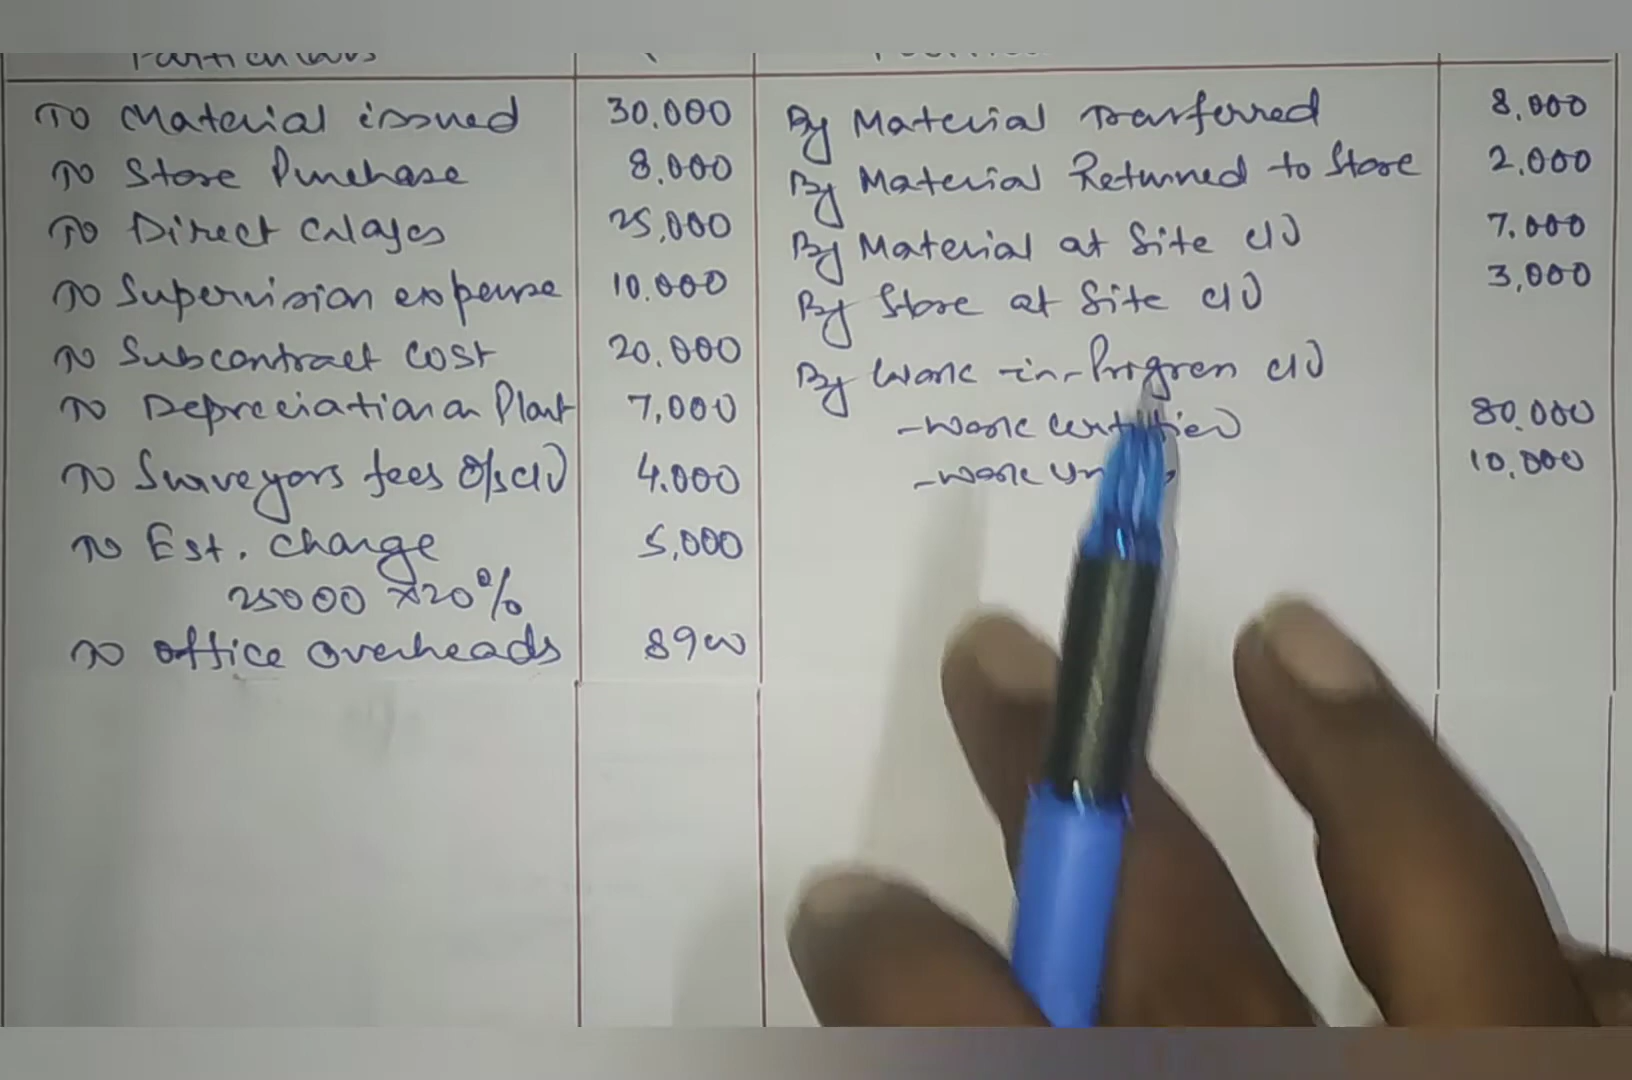 Particulars
To Material issued 30,000 By Material Transferred 8,000
To Store Purchase 8,000 By Material Returned to Store 2,000
To Direct Wages 25,000 By Material at Site c/d 7,000
To Supervision expense 10,000 By Store at Site c/d 3,000
To Subcontract Cost 20,000 By Work-in-Progress c/d
To Depreciation on Plant 7,000 -Work certified 80,000
To Surveyors fees O/s c/d 4,000 -Work 10,000
To Est. charge 5,000
25000 x20%
To office overheads 8900